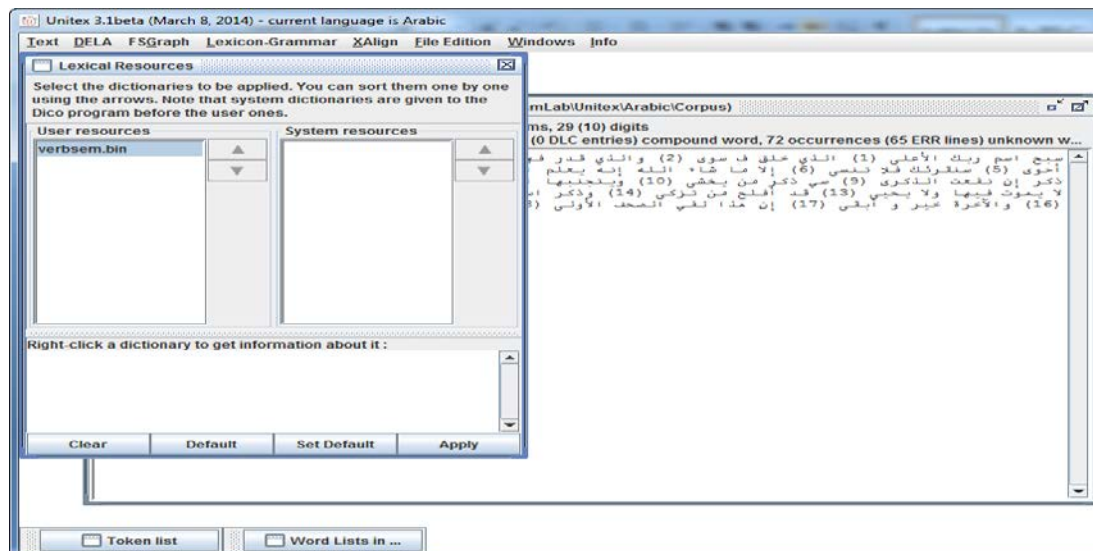 Unitex 3.1beta (March 8, 2014) - current language is Arabic
Text DELA FSGraph Lexicon-Grammar XAlign File Edition Windows Info
Lexical Resources
Select the dictionaries to be applied. You can sort them one by one
using the arrows. Note that system dictionaries are given to the
Dico program before the user ones.
User resources
System resources
verbsem.bin
Right-click a dictionary to get information about it :
Clear Default Set Default Apply
mLab\Unitex\Arabic\Corpus)
ms, 29 (10) digits
(0 DLC entries) compound word, 72 occurrences (65 ERR lines) unknown w...
سبح اسم ربك الأعلى (1) الذي خلق ف سوى (2) والذي قدر
أحوى (5) سنقرئك فلا تنسى (6) إلا ما شاء الله إنه يعلم
ذكر إن نفعت الذكرى (9) سي ذكر من يخشى (10) ويتجنبها
لا يموت فيها ولا يحيى (13) قد أفلح من تزكى (14) وذكر
(16) والآخرة خير و أبقى (17) إن هذا لفي الصحف الأولى
Token list
Word Lists in ...